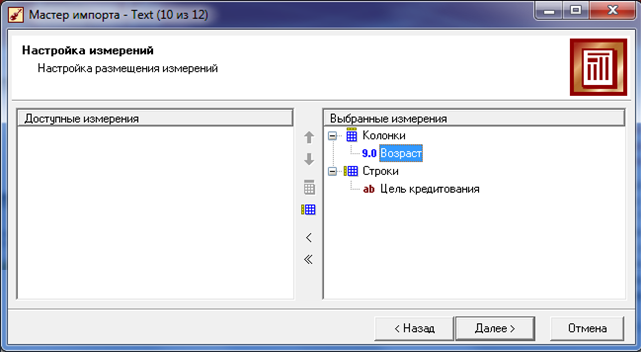 Мастер импорта - Text (10 из 12)
Настройка измерений
Настройка размещения измерений
Доступные измерения
Выбранные измерения
Колонки
9.0 Возраст
Строки
ab Цель кредитования
< Назад
Далее >
Отмена